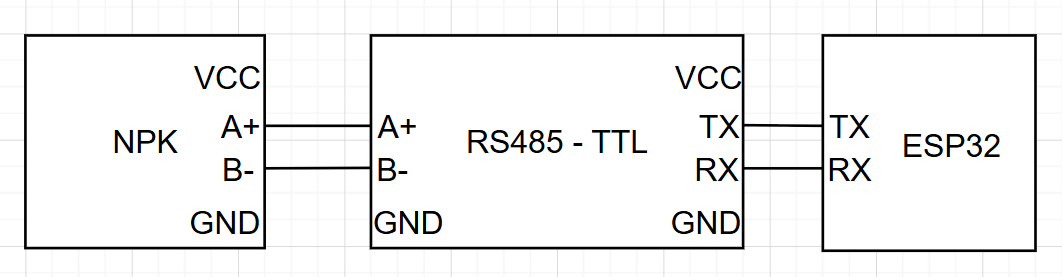 VCC
A+
NPK
B-
GND
A+
B-
GND
RS485 - TTL
VCC
TX
RX
GND
TX
RX
ESP32